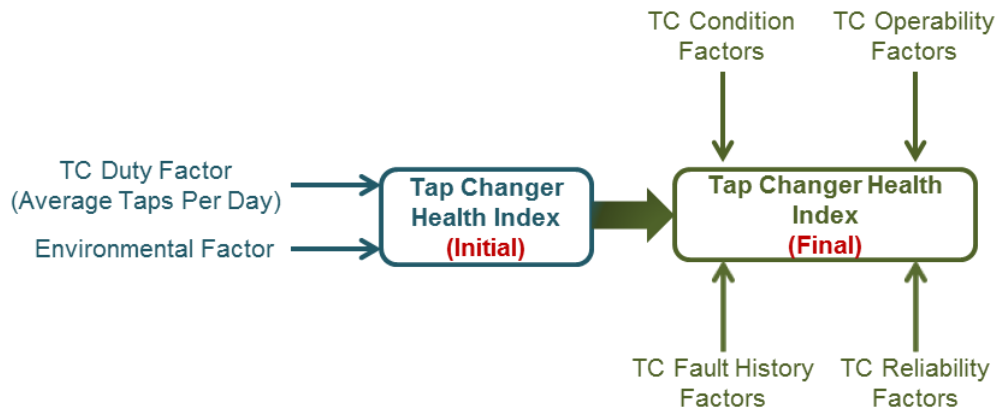 TC Condition
Factors
TC Operability
Factors
TC Duty Factor
(Average Taps Per Day)
Environmental Factor
Tap Changer
Health Index
(Initial)
Tap Changer Health
Index
(Final)
TC Fault History
Factors
TC Reliability
Factors